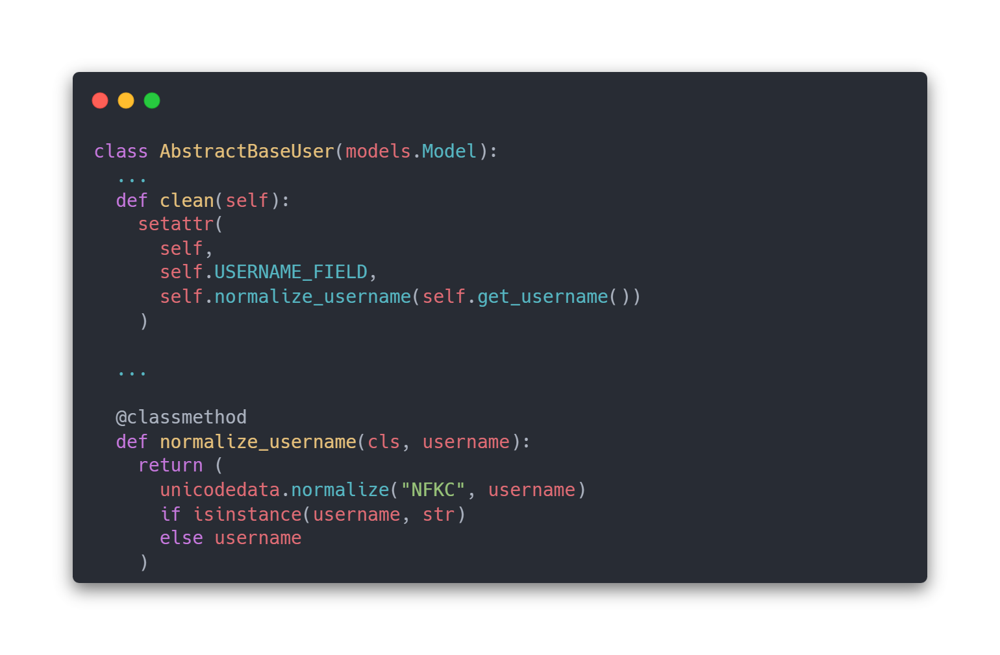 class AbstractBaseUser(models.Model):
  ...
  def clean(self):
    setattr(
      self,
      self.USERNAME_FIELD,
      self.normalize_username(self.get_username())
    )

  ...

  @classmethod
  def normalize_username(cls, username):
    return (
      unicodedata.normalize("NFKC", username)
      if isinstance(username, str)
      else username
    )